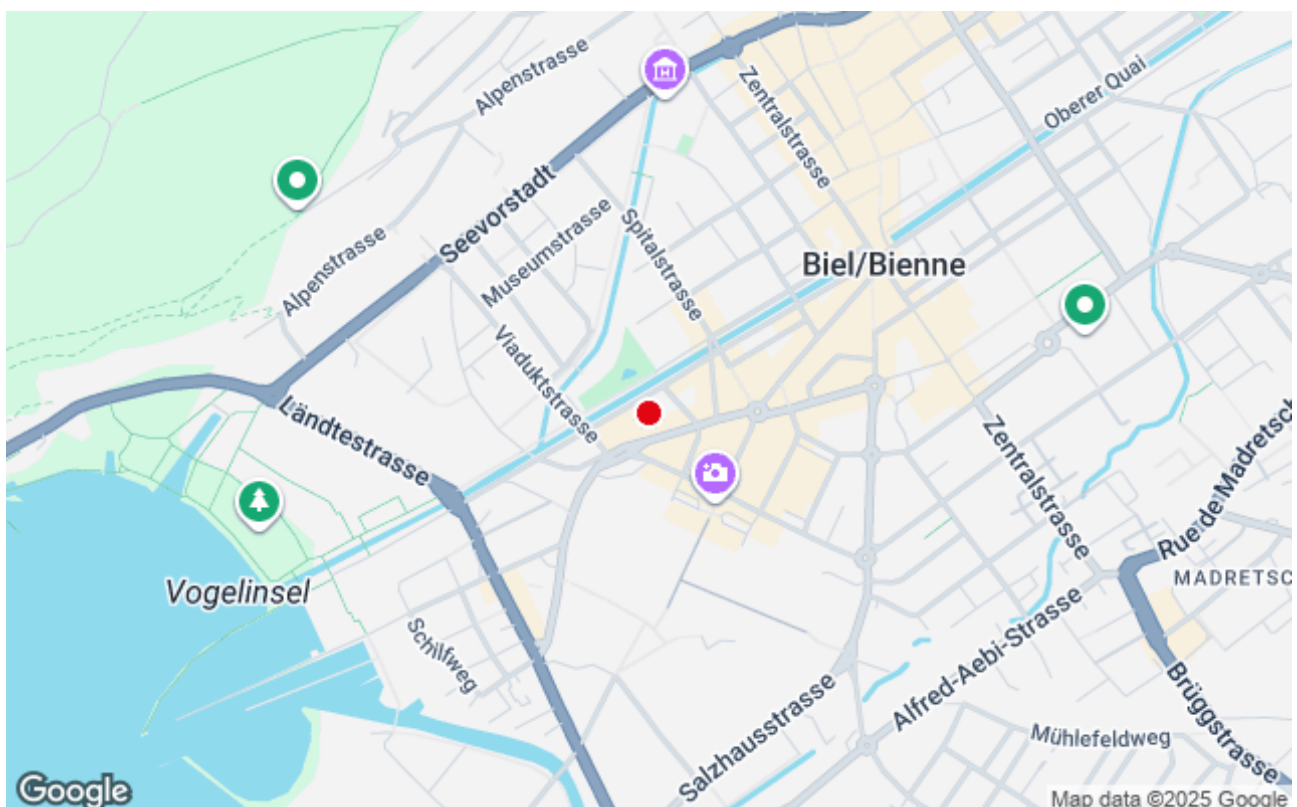 Alpenstrasse
Zentralstrasse
Oberer Quai
Seevorstadt
Museumstrasse
Spitalstrasse
Alpenstrasse
Biel/Bienne
Viaduktstrasse
Ländtestrasse
Zentralstrasse
Rue de Madretsch
Vogelinsel
MADRETSC
Schilfweg
Alfred-Aebi-Strasse
Salzhausstrasse
Brüggstrasse
Mühlefeldweg
Google
Map data ©2025 Google